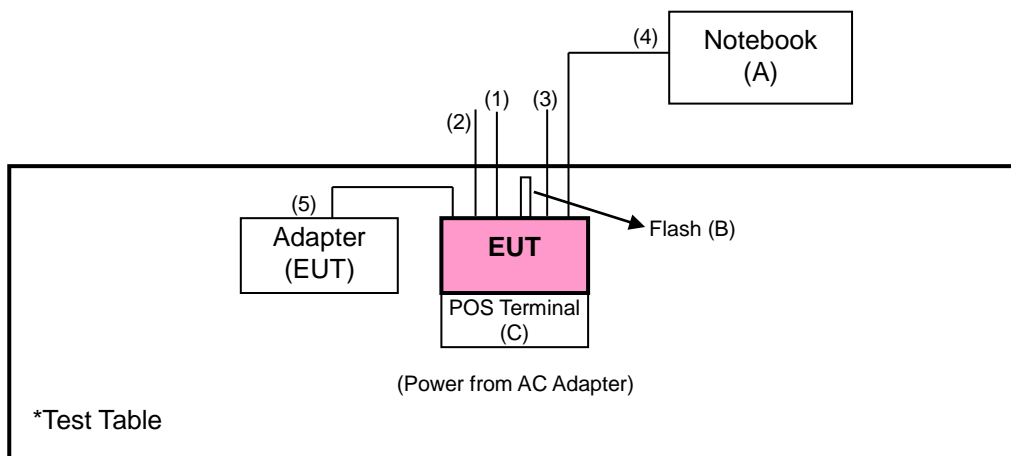 Notebook
(A)
(4)
(1)
(3)
(2)
(5)
Adapter
(EUT)
EUT
Flash (B)
POS Terminal
(C)
(Power from AC Adapter)
*Test Table